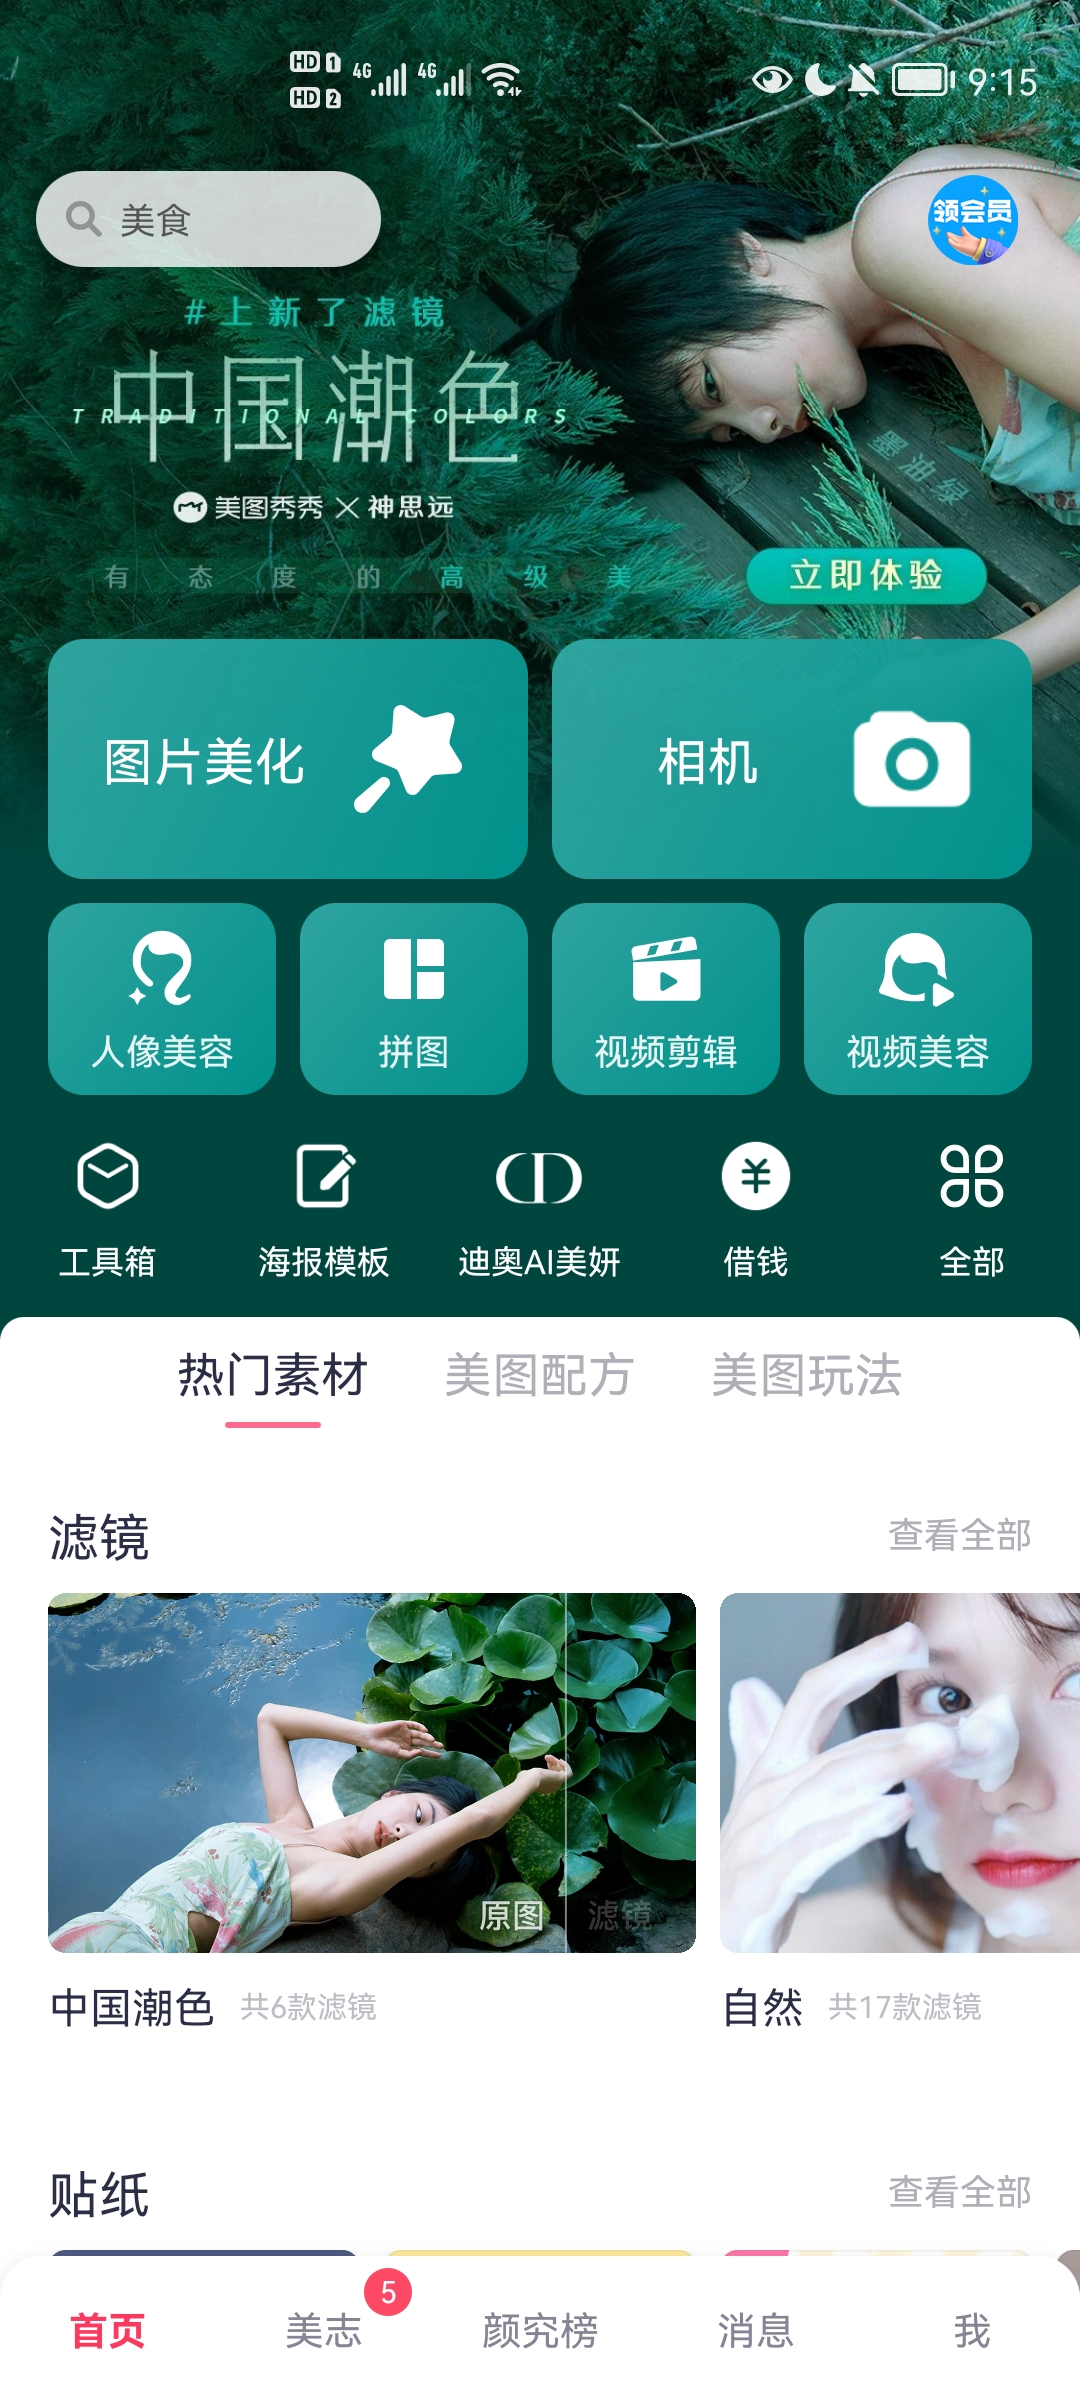 HD 1 4G 4G
HD 2
9:15
美食
领会员
#上新了滤镜
中国潮色
TRADITIONAL COLORS
美图秀秀 × 神思远
有态度的高级美
墨油绿
立即体验
图片美化
相机
人像美容
拼图
视频剪辑
视频美容
工具箱
海报模板
迪奥AI美妍
借钱
全部
热门素材
美图配方
美图玩法
滤镜
查看全部
原图
滤镜
中国潮色 共6款滤镜
自然 共17款滤镜
贴纸
查看全部
首页
美志
5
颜究榜
消息
我